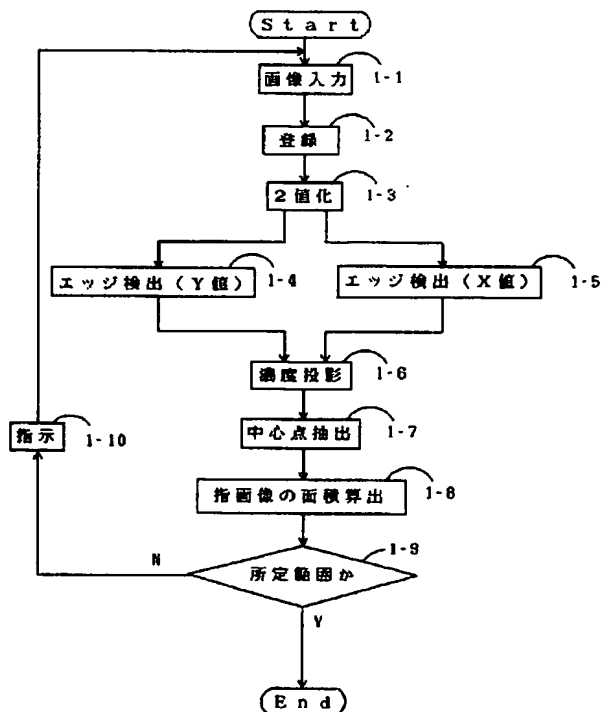 Start
画像入力
1-1
登録
1-2
2値化
1-3
エッジ検出(Y値)
1-4
エッジ検出(X値)
1-5
濃度投影
1-6
指示
1-10
中心点抽出
1-7
指画像の面積算出
1-8
1-9
N
所定範囲か
Y
End